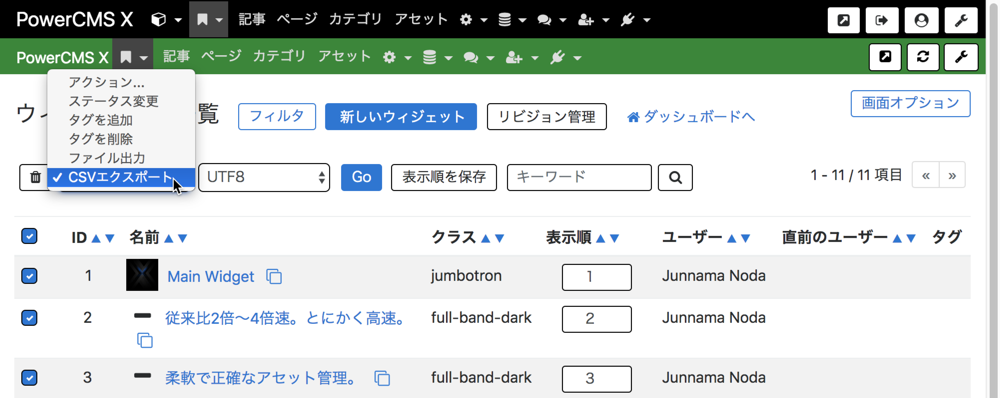 PowerCMS X 記事 ページ カテゴリ アセット
PowerCMS X 記事 ページ カテゴリ アセット
アクション...
ステータス変更
タグを追加
タグを削除
ファイル出力
✓ CSVエクスポート
ウィ 覧 フィルタ 新しいウィジェット リビジョン管理 ダッシュボードへ 画面オプション
UTF8 Go 表示順を保存 キーワード 1 - 11 / 11 項目 « »
ID ▲▼ 名前 ▲▼ クラス ▲▼ 表示順 ▲▼ ユーザー ▲▼ 直前のユーザー ▲▼ タグ
1 Main Widget jumbotron 1 Junnama Noda
2 従来比2倍〜4倍速。とにかく高速。 full-band-dark 2 Junnama Noda
3 柔軟で正確なアセット管理。 full-band-dark 3 Junnama Noda